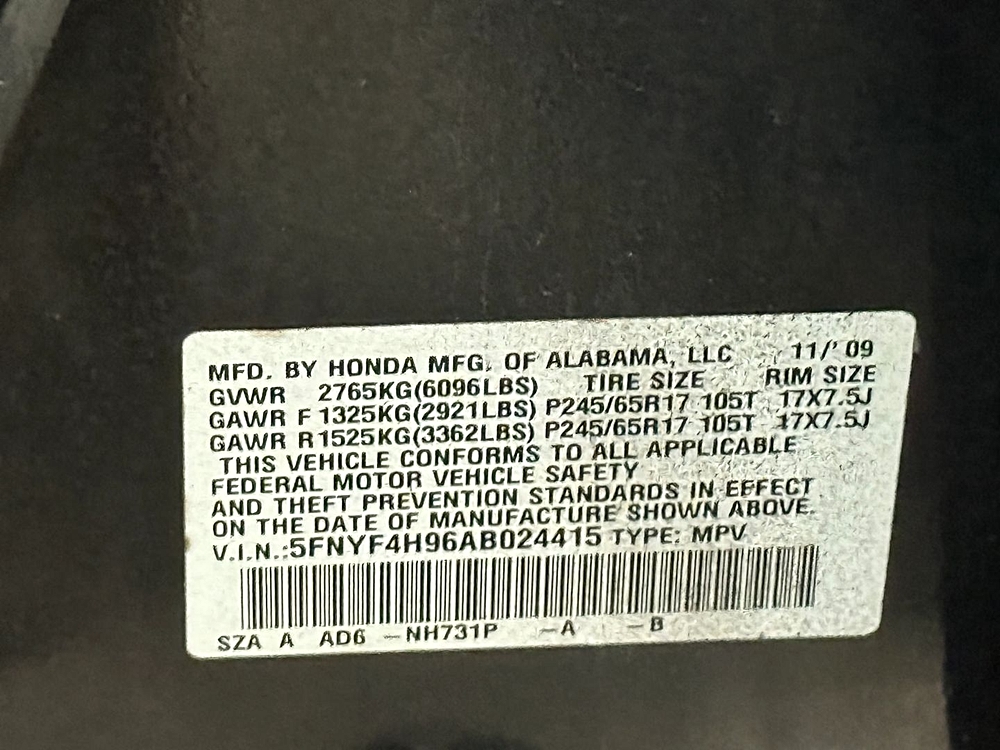 MFD. BY HONDA MFG. OF ALABAMA, LLC 11/' 09
GVWR 2765KG(6096LBS) TIRE SIZE RIM SIZE
GAWR F 1325KG(2921LBS) P245/65R17 105T 17X7.5J
GAWR R1525KG(3362LBS) P245/65R17 105T 17X7.5J
THIS VEHICLE CONFORMS TO ALL APPLICABLE
FEDERAL MOTOR VEHICLE SAFETY
AND THEFT PREVENTION STANDARDS IN EFFECT
ON THE DATE OF MANUFACTURE SHOWN ABOVE.
V.I.N.:5FNYF4H96AB024415 TYPE: MPV
SZA A AD6 -NH731P -A -B